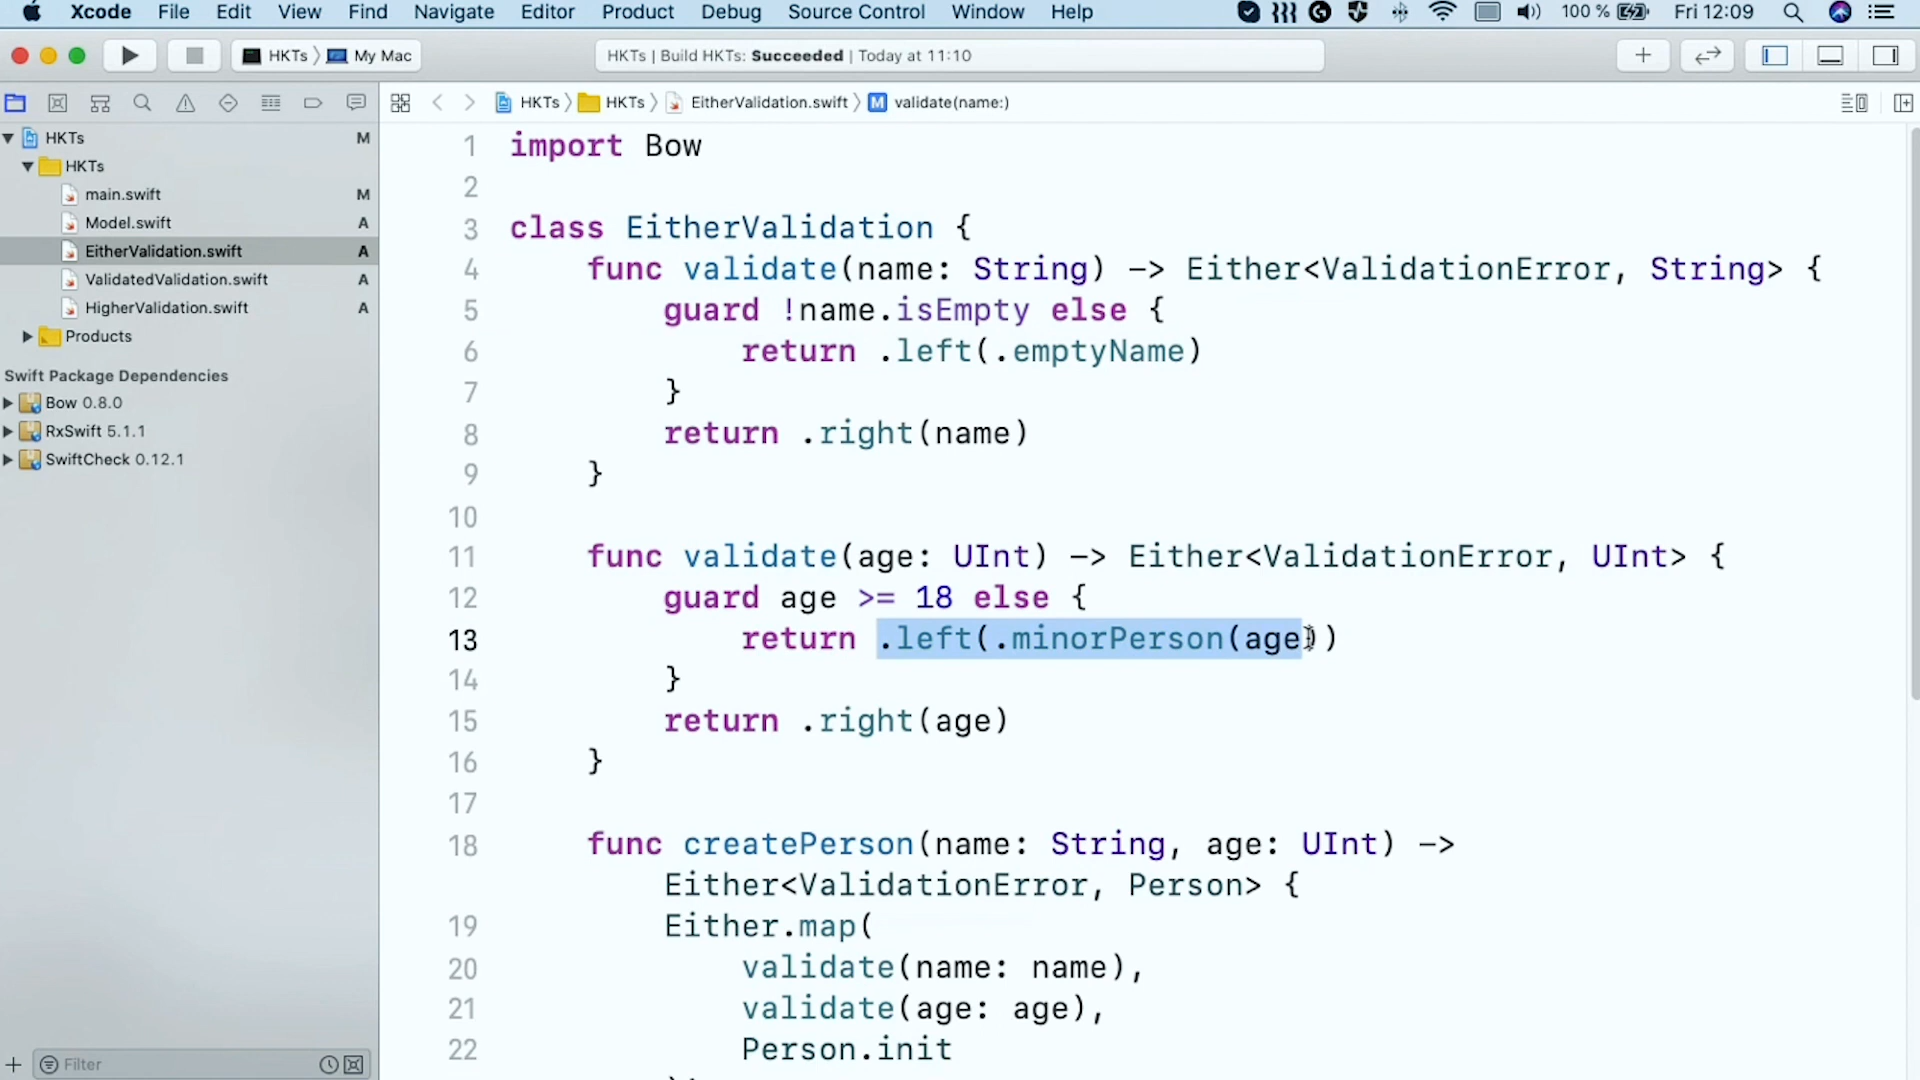 Xcode File Edit View Find Navigate Editor Product Debug Source Control Window Help 100 % Fri 12:09
HKTs My Mac HKTs | Build HKTs: Succeeded | Today at 11:10
HKTs HKTs EitherValidation.swift M validate(name:)
HKTs M
HKTs
main.swift M
Model.swift A
EitherValidation.swift A
ValidatedValidation.swift A
HigherValidation.swift A
Products
Swift Package Dependencies
Bow 0.8.0
RxSwift 5.1.1
SwiftCheck 0.12.1
Filter
1 import Bow
2
3 class EitherValidation {
4 func validate(name: String) -> Either<ValidationError, String> {
5 guard !name.isEmpty else {
6 return .left(.emptyName)
7 }
8 return .right(name)
9 }
10
11 func validate(age: UInt) -> Either<ValidationError, UInt> {
12 guard age >= 18 else {
13 return .left(.minorPerson(age))
14 }
15 return .right(age)
16 }
17
18 func createPerson(name: String, age: UInt) ->
Either<ValidationError, Person> {
19 Either.map(
20 validate(name: name),
21 validate(age: age),
22 Person.init